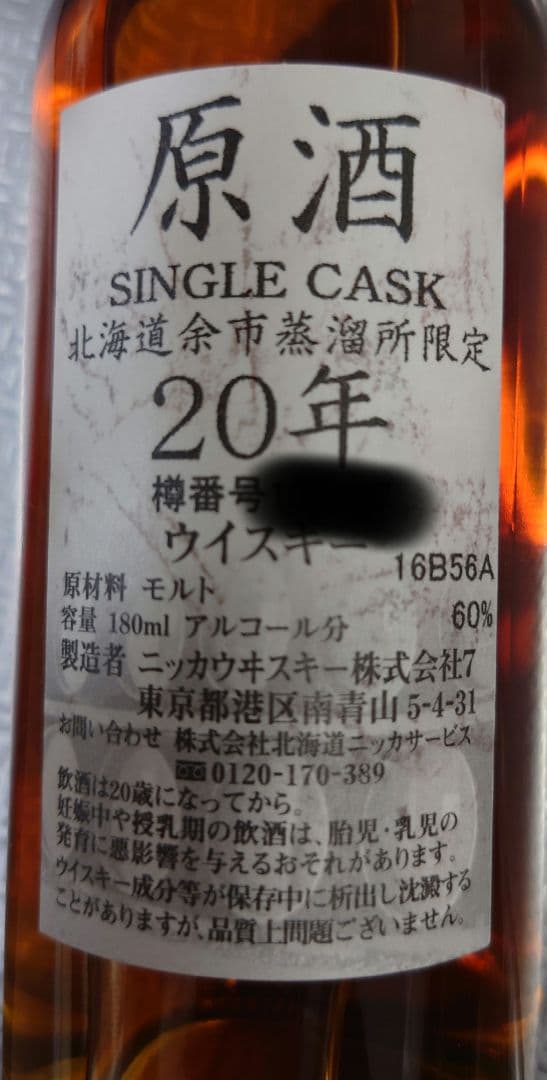 原酒
SINGLE CASK
北海道余市蒸溜所限定
20年
樽番号
ウイスキー
16B56A
原材料 モルト
容量 180ml アルコール分 60%
製造者 ニッカウヰスキー株式会社7
東京都港区南青山 5-4-31
お問い合わせ 株式会社北海道ニッカサービス
0120-170-389
飲酒は20歳になってから。
妊娠中や授乳期の飲酒は、胎児・乳児の
発育に悪影響を与えるおそれがあります。
ウイスキー成分等が保存中に析出し沈澱する
ことがありますが、品質上問題ございません。